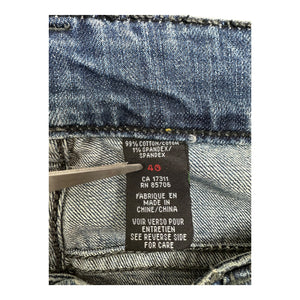 99% COTTON/COTON
1% SPANDEX/
SPANDEX
40
CA 17311
RN 85706
FABRIQUE EN
MADE IN
CHINE/CHINA
VOIR VERSO POUR
ENTRETIEN
SEE REVERSE SIDE
FOR CARE